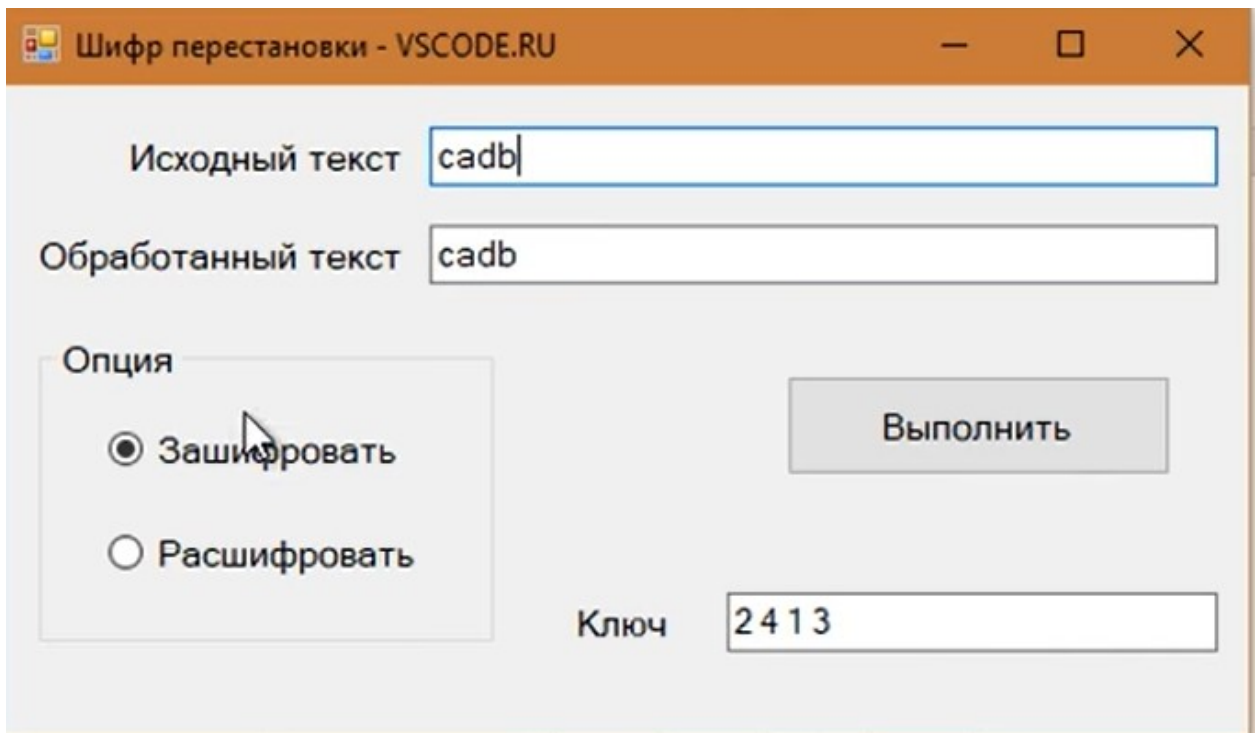 Шифр перестановки - VSCODE.RU
Исходный текст cadb
Обработанный текст cadb
Опция
Зашифровать
Выполнить
Расшифровать
Ключ 2 4 1 3